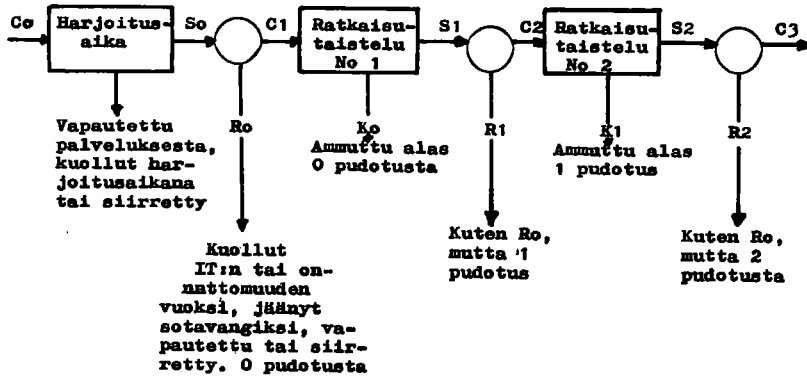 Co
Harjoitus-
aika
So
C1
Ratkaisu-
taistelu
No 1
S1
C2
Ratkaisu-
taistelu
No 2
S2
C3
Vapautettu
palveluksesta,
kuollut har-
joitusaikana
tai siirretty
Ro
Ko
Ammuttu alas
0 pudotusta
R1
K1
Ammuttu alas
1 pudotus
R2
Kuollut
IT:n tai on-
nattomuuden
vuoksi, jäänyt
sotavangiksi, va-
pautettu tai siir-
retty. 0 pudotusta
Kuten Ro,
mutta 1
pudotus
Kuten Ro,
mutta 2
pudotusta